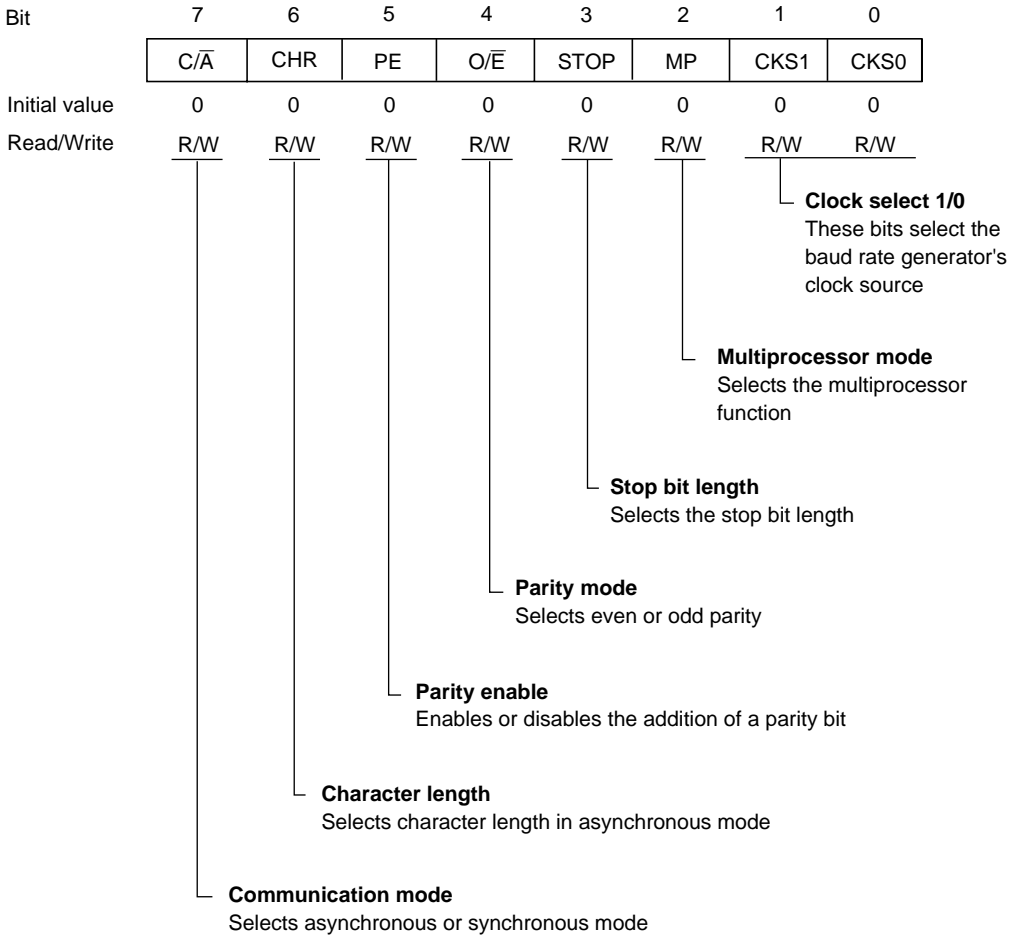 Bit 7 6 5 4 3 2 1 0
C/A̅ CHR PE O/E̅ STOP MP CKS1 CKS0
Initial value 0 0 0 0 0 0 0 0
Read/Write R/W R/W R/W R/W R/W R/W R/W R/W
Clock select 1/0
These bits select the
baud rate generator's
clock source
Multiprocessor mode
Selects the multiprocessor
function
Stop bit length
Selects the stop bit length
Parity mode
Selects even or odd parity
Parity enable
Enables or disables the addition of a parity bit
Character length
Selects character length in asynchronous mode
Communication mode
Selects asynchronous or synchronous mode